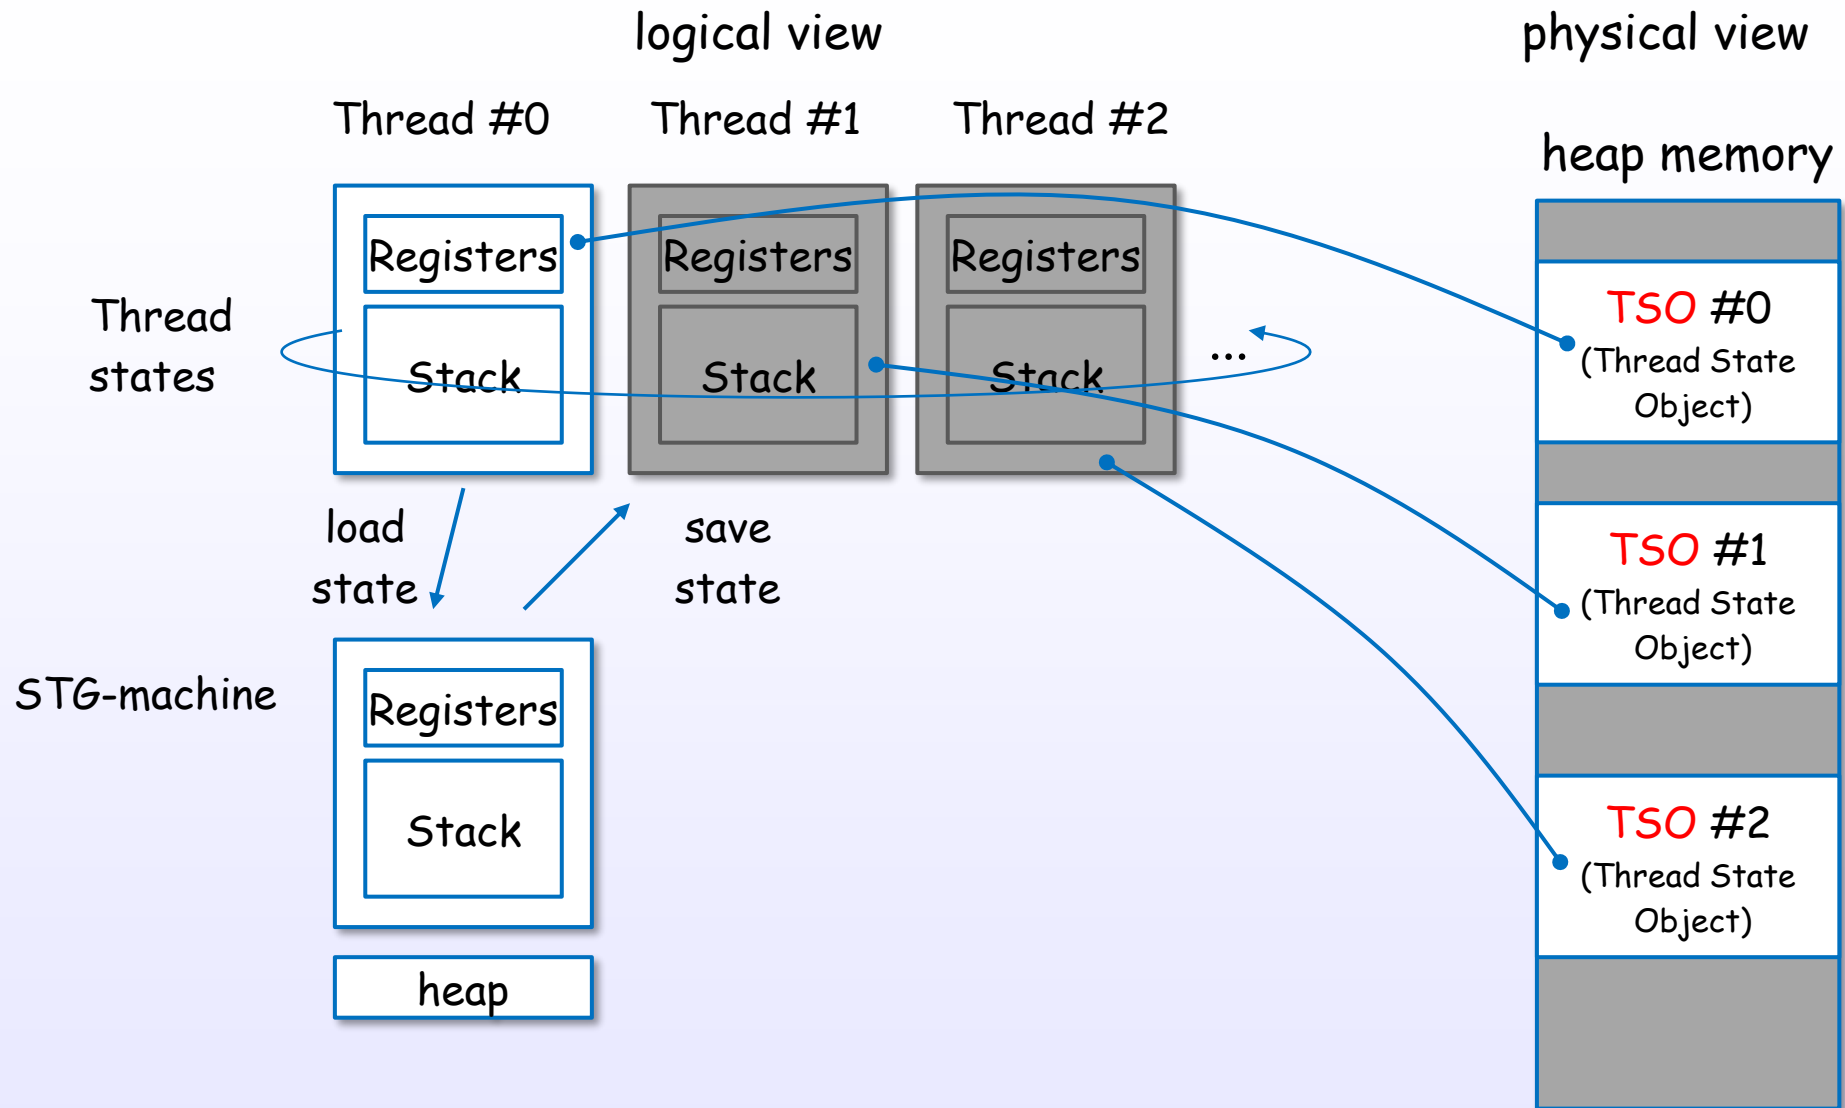 logical view
physical view
Thread #0
Thread #1
Thread #2
heap memory
Registers
Registers
Registers
Thread
states
Stack
Stack
Stack
...
TSO #0
(Thread State
Object)
load
state
save
state
TSO #1
(Thread State
Object)
STG-machine
Registers
Stack
heap
TSO #2
(Thread State
Object)